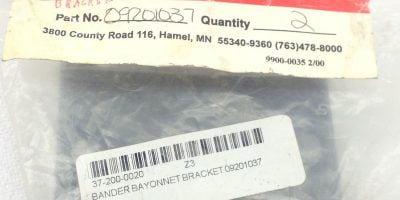 BRACKET
Part No. 09201037 Quantity 2
3800 County Road 116, Hamel, MN 55340-9360 (763)478-8000
9900-0035 2/00
37-200-0020 Z3
BANDER BAYONNET BRACKET 09201037